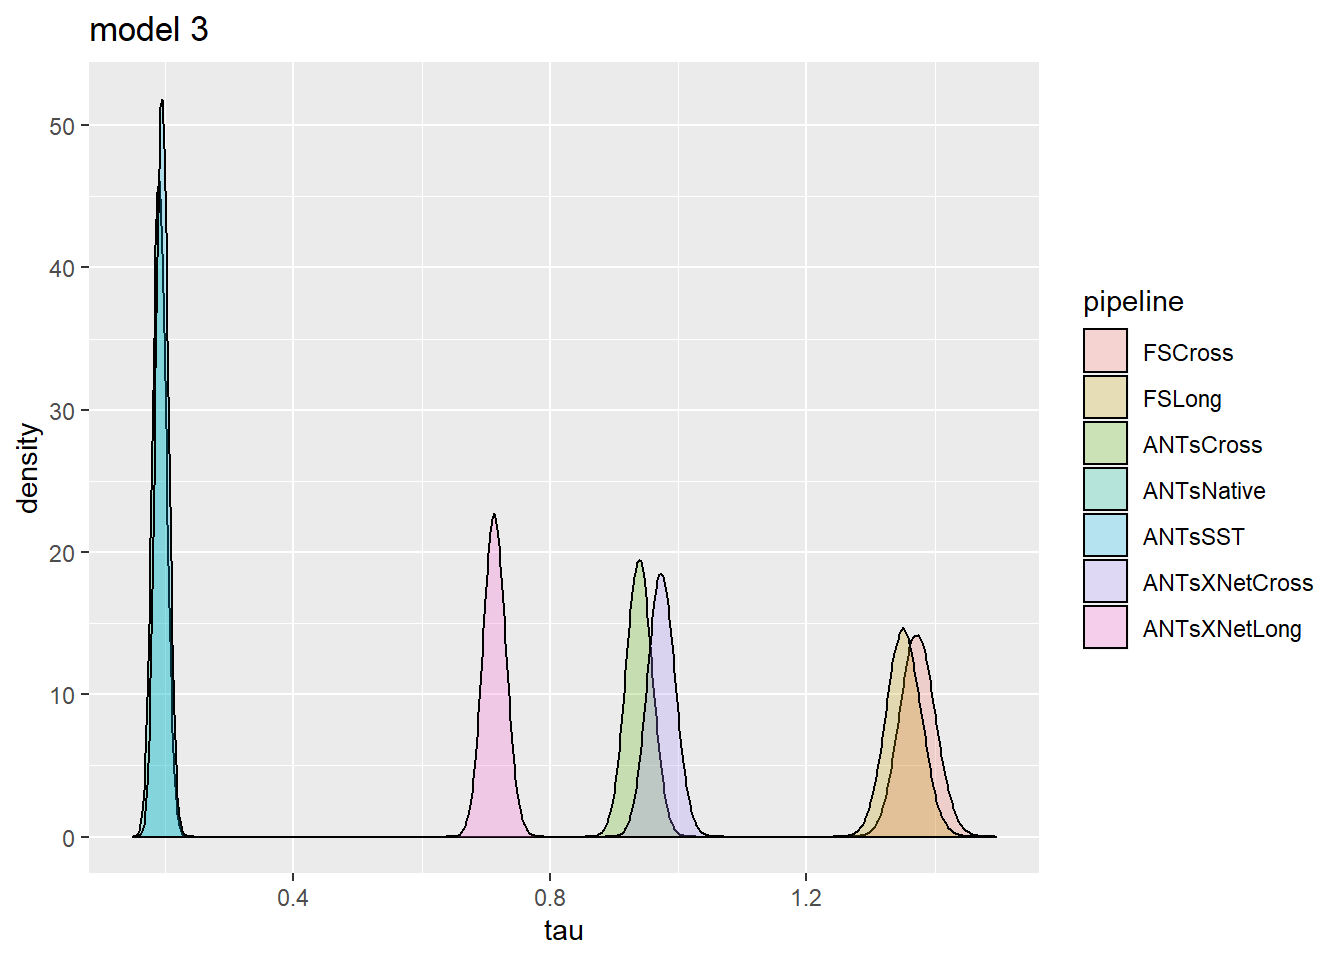 model 3
density
50
40
30
20
10
0
0.4
0.8
1.2
tau
pipeline
FSCross
FSLong
ANTsCross
ANTsNative
ANTsSST
ANTsXNetCross
ANTsXNetLong